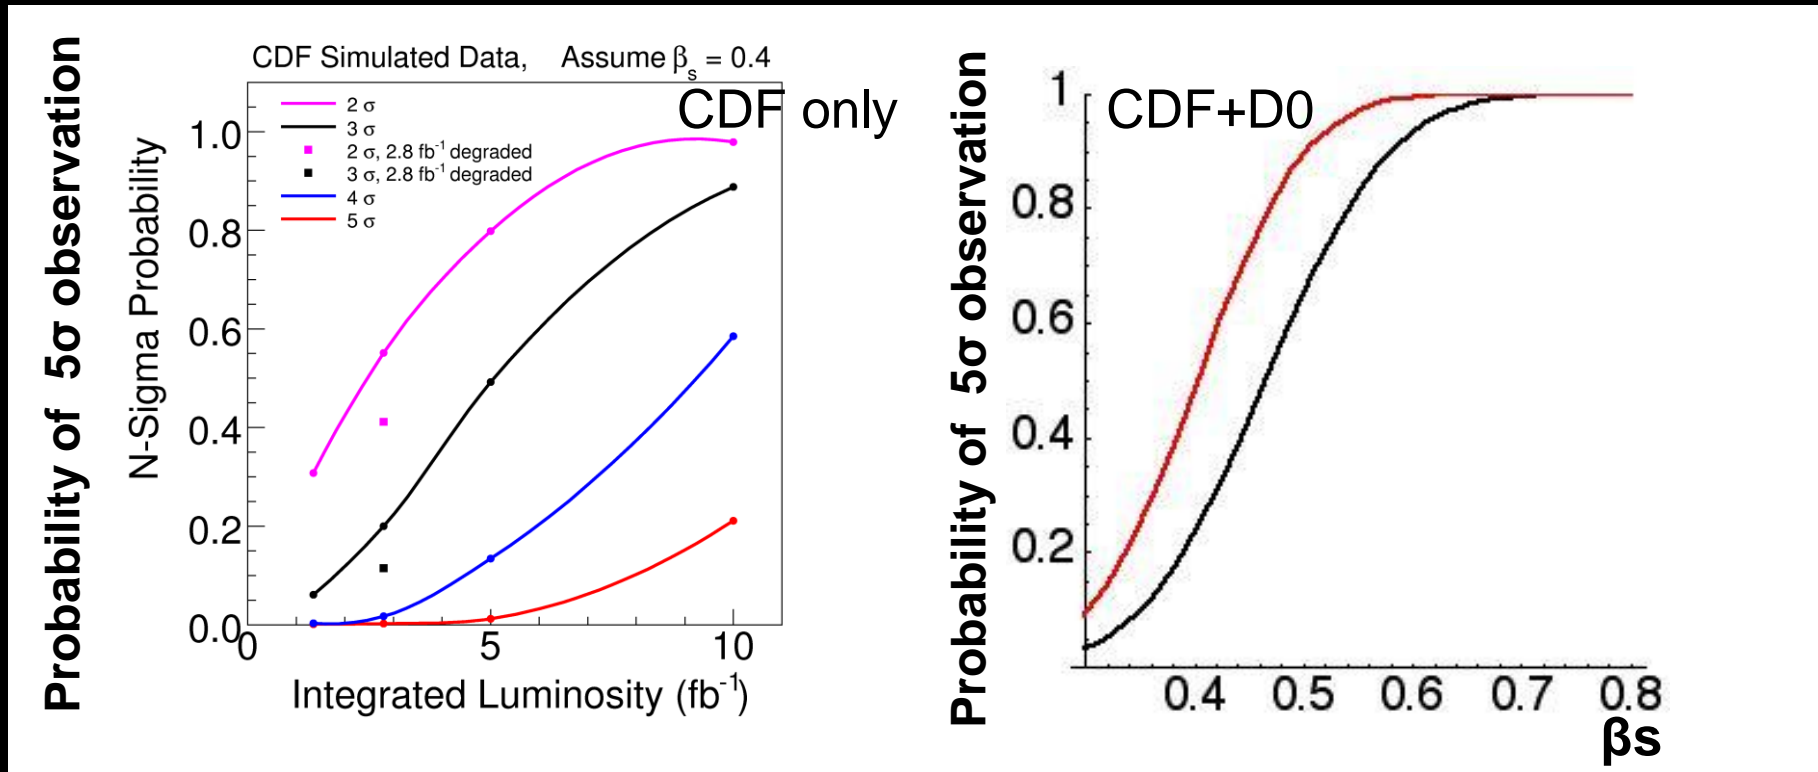 Probability of 5σ observation
CDF Simulated Data, Assume βs = 0.4
CDF only
N-Sigma Probability
2 σ
3 σ
2 σ, 2.8 fb-1 degraded
3 σ, 2.8 fb-1 degraded
4 σ
5 σ
1.0
0.8
0.6
0.4
0.2
0.0
0 5 10
Integrated Luminosity (fb-1)
Probability of 5σ observation
CDF+D0
1
0.8
0.6
0.4
0.2
0.4 0.5 0.6 0.7 0.8
βs